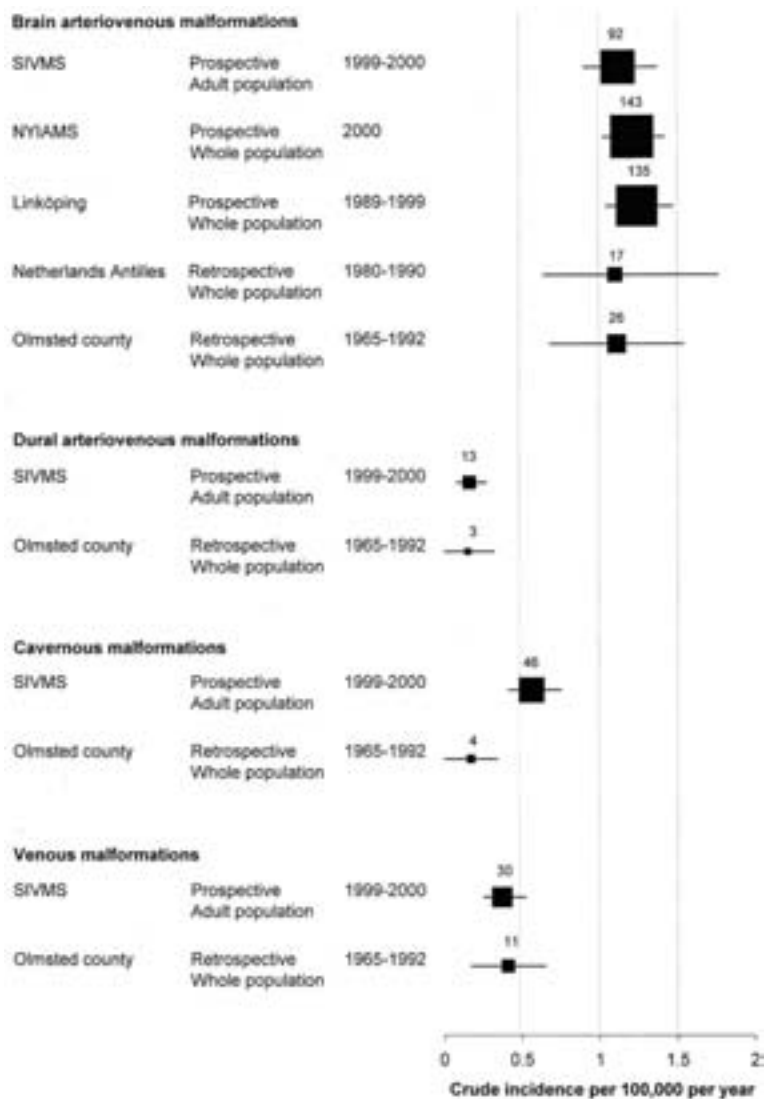 Brain arteriovenous malformations
92
SIVMS Prospective 1999-2000
Adult population
143
NYIAMS Prospective 2000
Whole population
135
Linköping Prospective 1989-1999
Whole population
17
Netherlands Antilles Retrospective 1980-1990
Whole population
26
Olmsted county Retrospective 1965-1992
Whole population
Dural arteriovenous malformations
13
SIVMS Prospective 1999-2000
Adult population
3
Olmsted county Retrospective 1965-1992
Whole population
Cavernous malformations
46
SIVMS Prospective 1999-2000
Adult population
4
Olmsted county Retrospective 1965-1992
Whole population
Venous malformations
30
SIVMS Prospective 1999-2000
Adult population
11
Olmsted county Retrospective 1965-1992
Whole population
0 0.5 1 1.5 2
Crude incidence per 100,000 per year